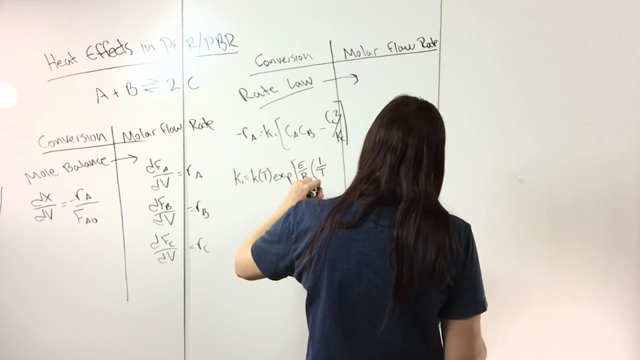 Heat Effects in PFR/PBR
A + B ⇌ 2 C
Conversion | Molar Flow Rate
Mole Balance →
dX/dV = -rA/FA0
dFA/dV = rA
dFB/dV = rB
dFC/dV = rC
Conversion | Molar Flow Rate
Rate Law →
-rA = k1 [CA CB - CC²/KC]
k1 = k(T) exp [E/R (1/T